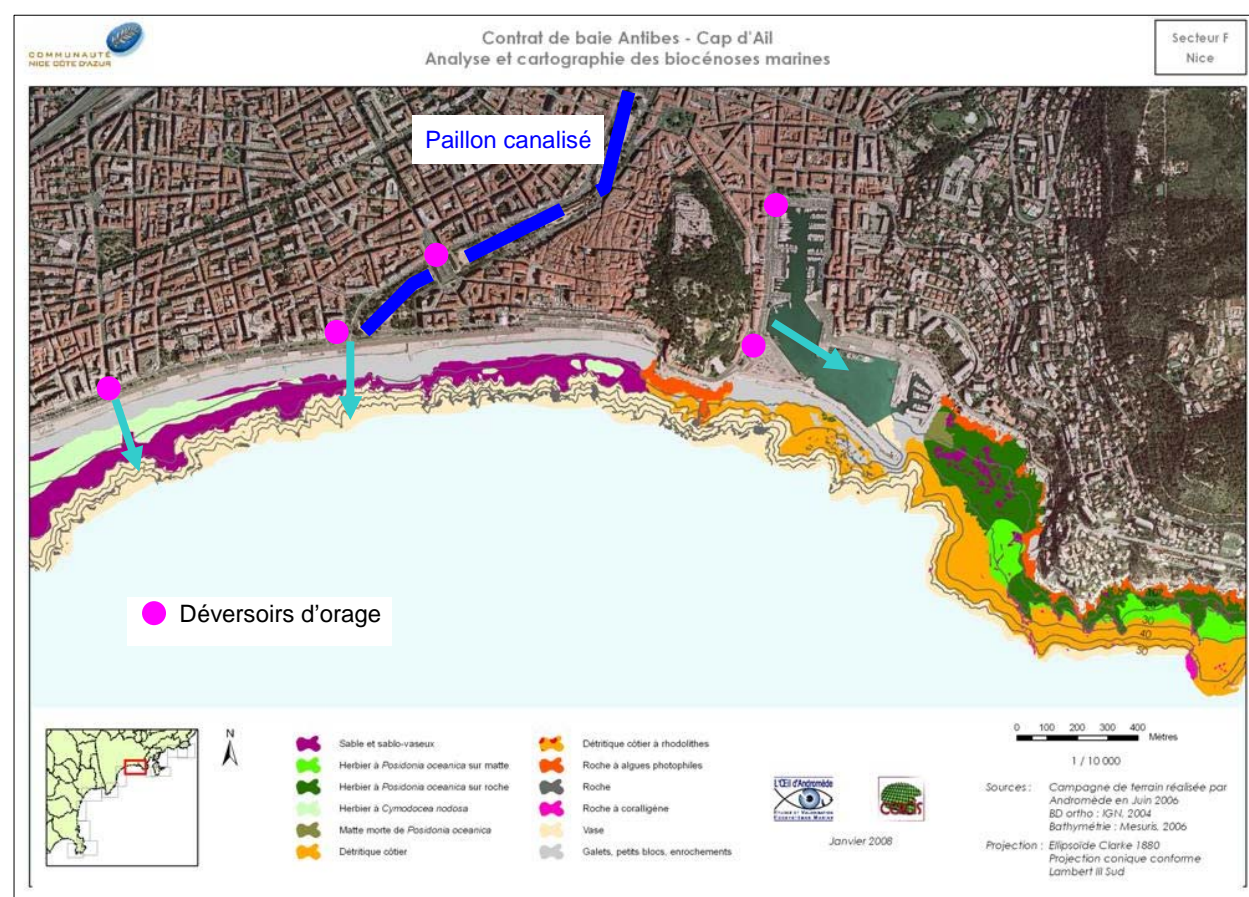 COMMUNAUTÉ
NICE CÔTE D'AZUR
Contrat de baie Antibes - Cap d'Ail
Analyse et cartographie des biocénoses marines
Secteur F
Nice
Paillon canalisé
Déversoirs d'orage
30
40
50
N
Sable et sablo-vaseux
Herbier à Posidonia oceanica sur matte
Herbier à Posidonia oceanica sur roche
Herbier à Cymodocea nodosa
Matte morte de Posidonia oceanica
Détritique côtier
Détritique côtier à rhodolithes
Roche à algues photophiles
Roche
Roche à coralligène
Vase
Galets, petits blocs, enrochements
L'Œil d'Andromède
Janvier 2008
0 100 200 300 400
Mètres
1 / 10 000
Sources : Campagne de terrain réalisée par
Andromède en Juin 2006
BD ortho : IGN, 2004
Bathymétrie : Mesuris, 2006
Projection : Ellipsoïde Clarke 1880
Projection conique conforme
Lambert III Sud